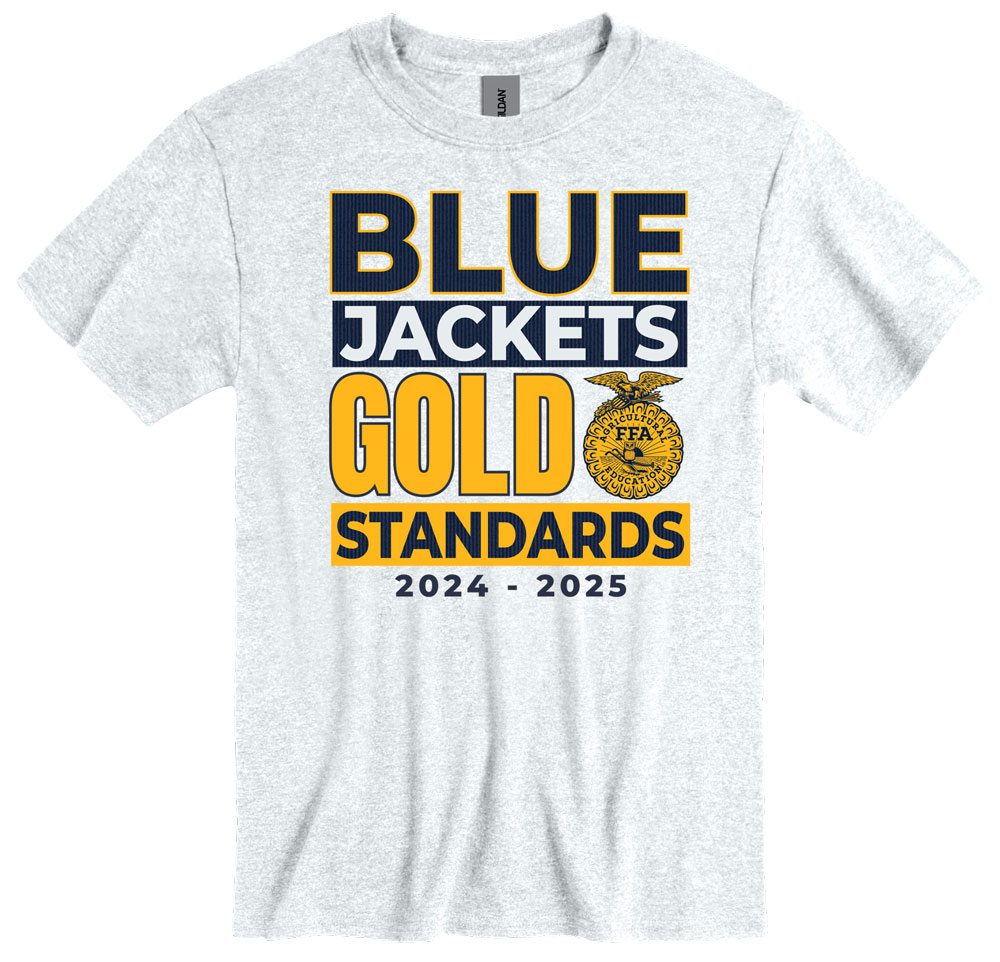 BLUE
JACKETS
GOLD
AGRICULTURAL
FFA
EDUCATION
STANDARDS
2024 - 2025